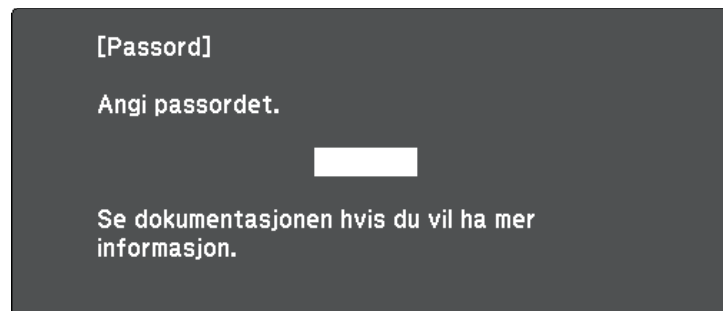 [Passord]
Angi passordet.
Se dokumentasjonen hvis du vil ha mer
informasjon.